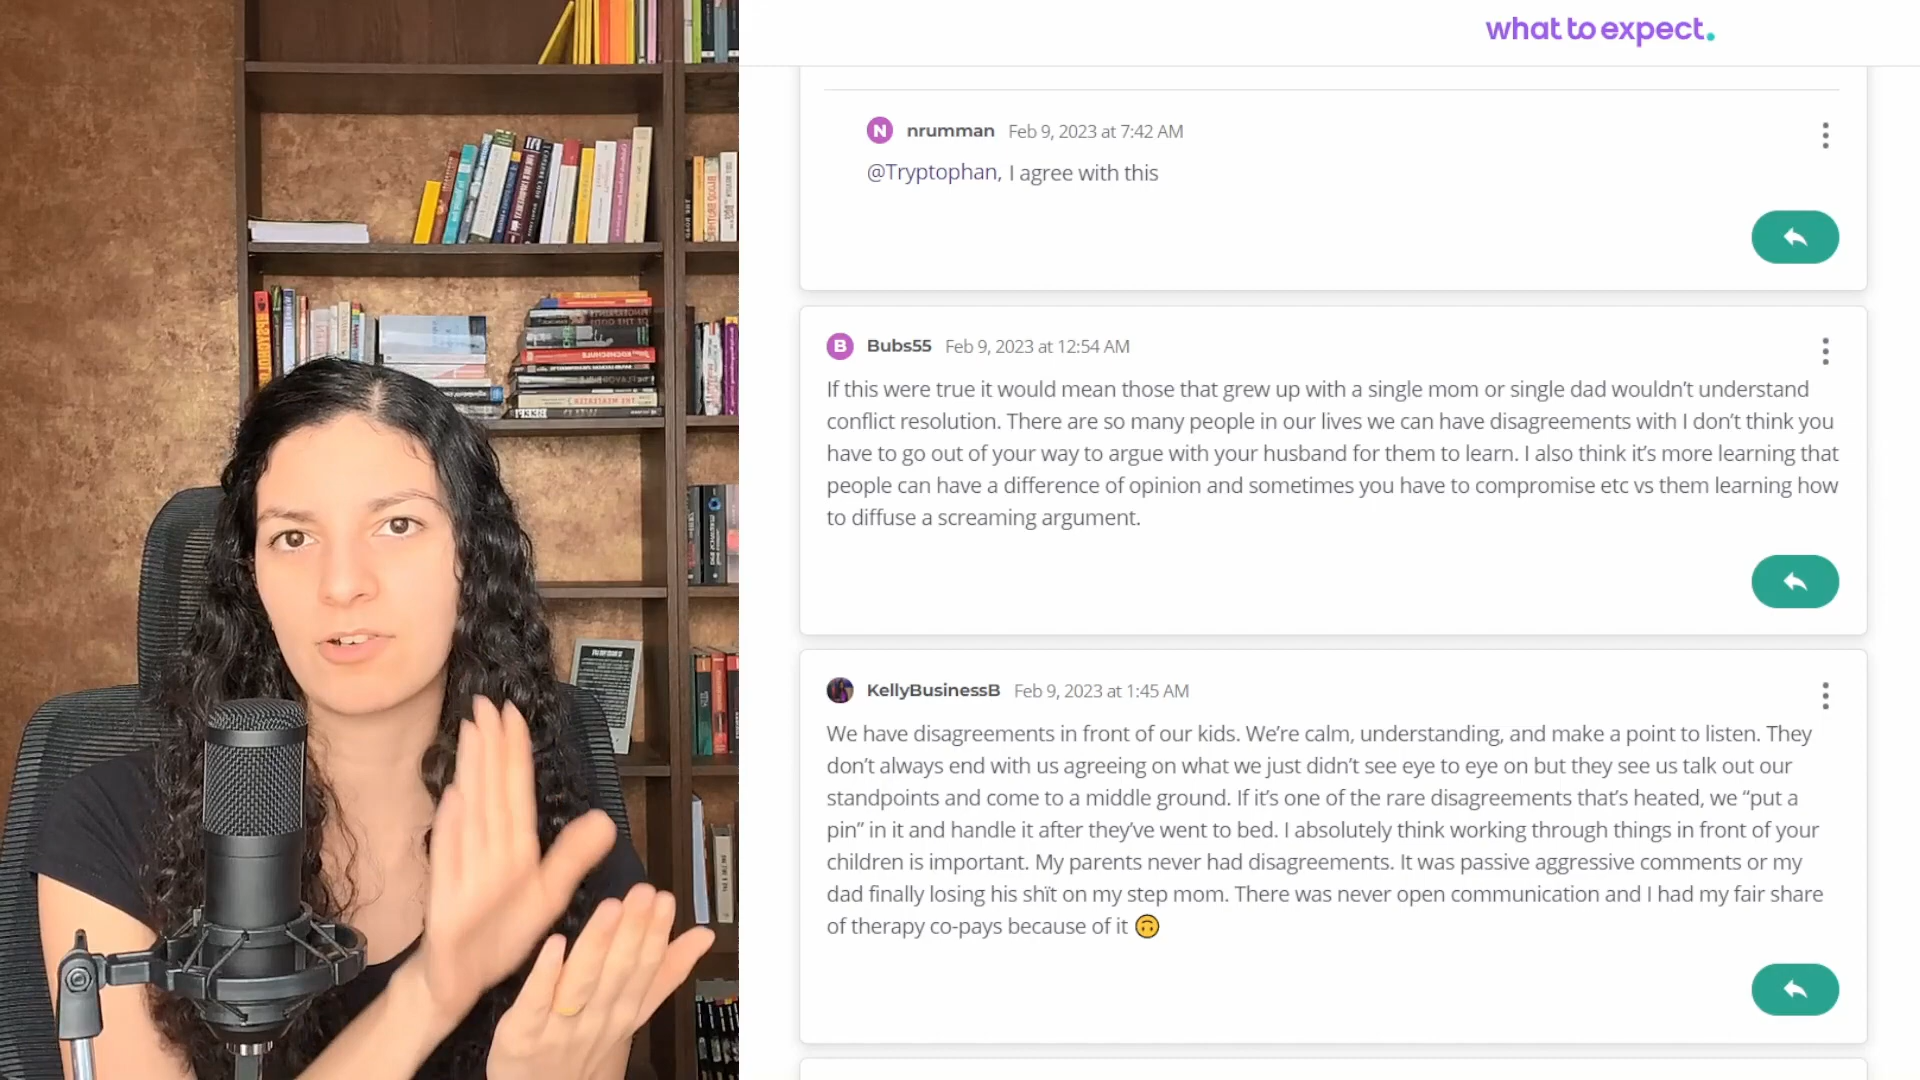 what to expect.
N nrumman Feb 9, 2023 at 7:42 AM
@Tryptophan, I agree with this
B Bubs55 Feb 9, 2023 at 12:54 AM
If this were true it would mean those that grew up with a single mom or single dad wouldn't understand
conflict resolution. There are so many people in our lives we can have disagreements with I don't think you
have to go out of your way to argue with your husband for them to learn. I also think it's more learning that
people can have a difference of opinion and sometimes you have to compromise etc vs them learning how
to diffuse a screaming argument.
KellyBusinessB Feb 9, 2023 at 1:45 AM
We have disagreements in front of our kids. We're calm, understanding, and make a point to listen. They
don't always end with us agreeing on what we just didn't see eye to eye on but they see us talk out our
standpoints and come to a middle ground. If it's one of the rare disagreements that's heated, we “put a
pin” in it and handle it after they've went to bed. I absolutely think working through things in front of your
children is important. My parents never had disagreements. It was passive aggressive comments or my
dad finally losing his shït on my step mom. There was never open communication and I had my fair share
of therapy co-pays because of it 🙃